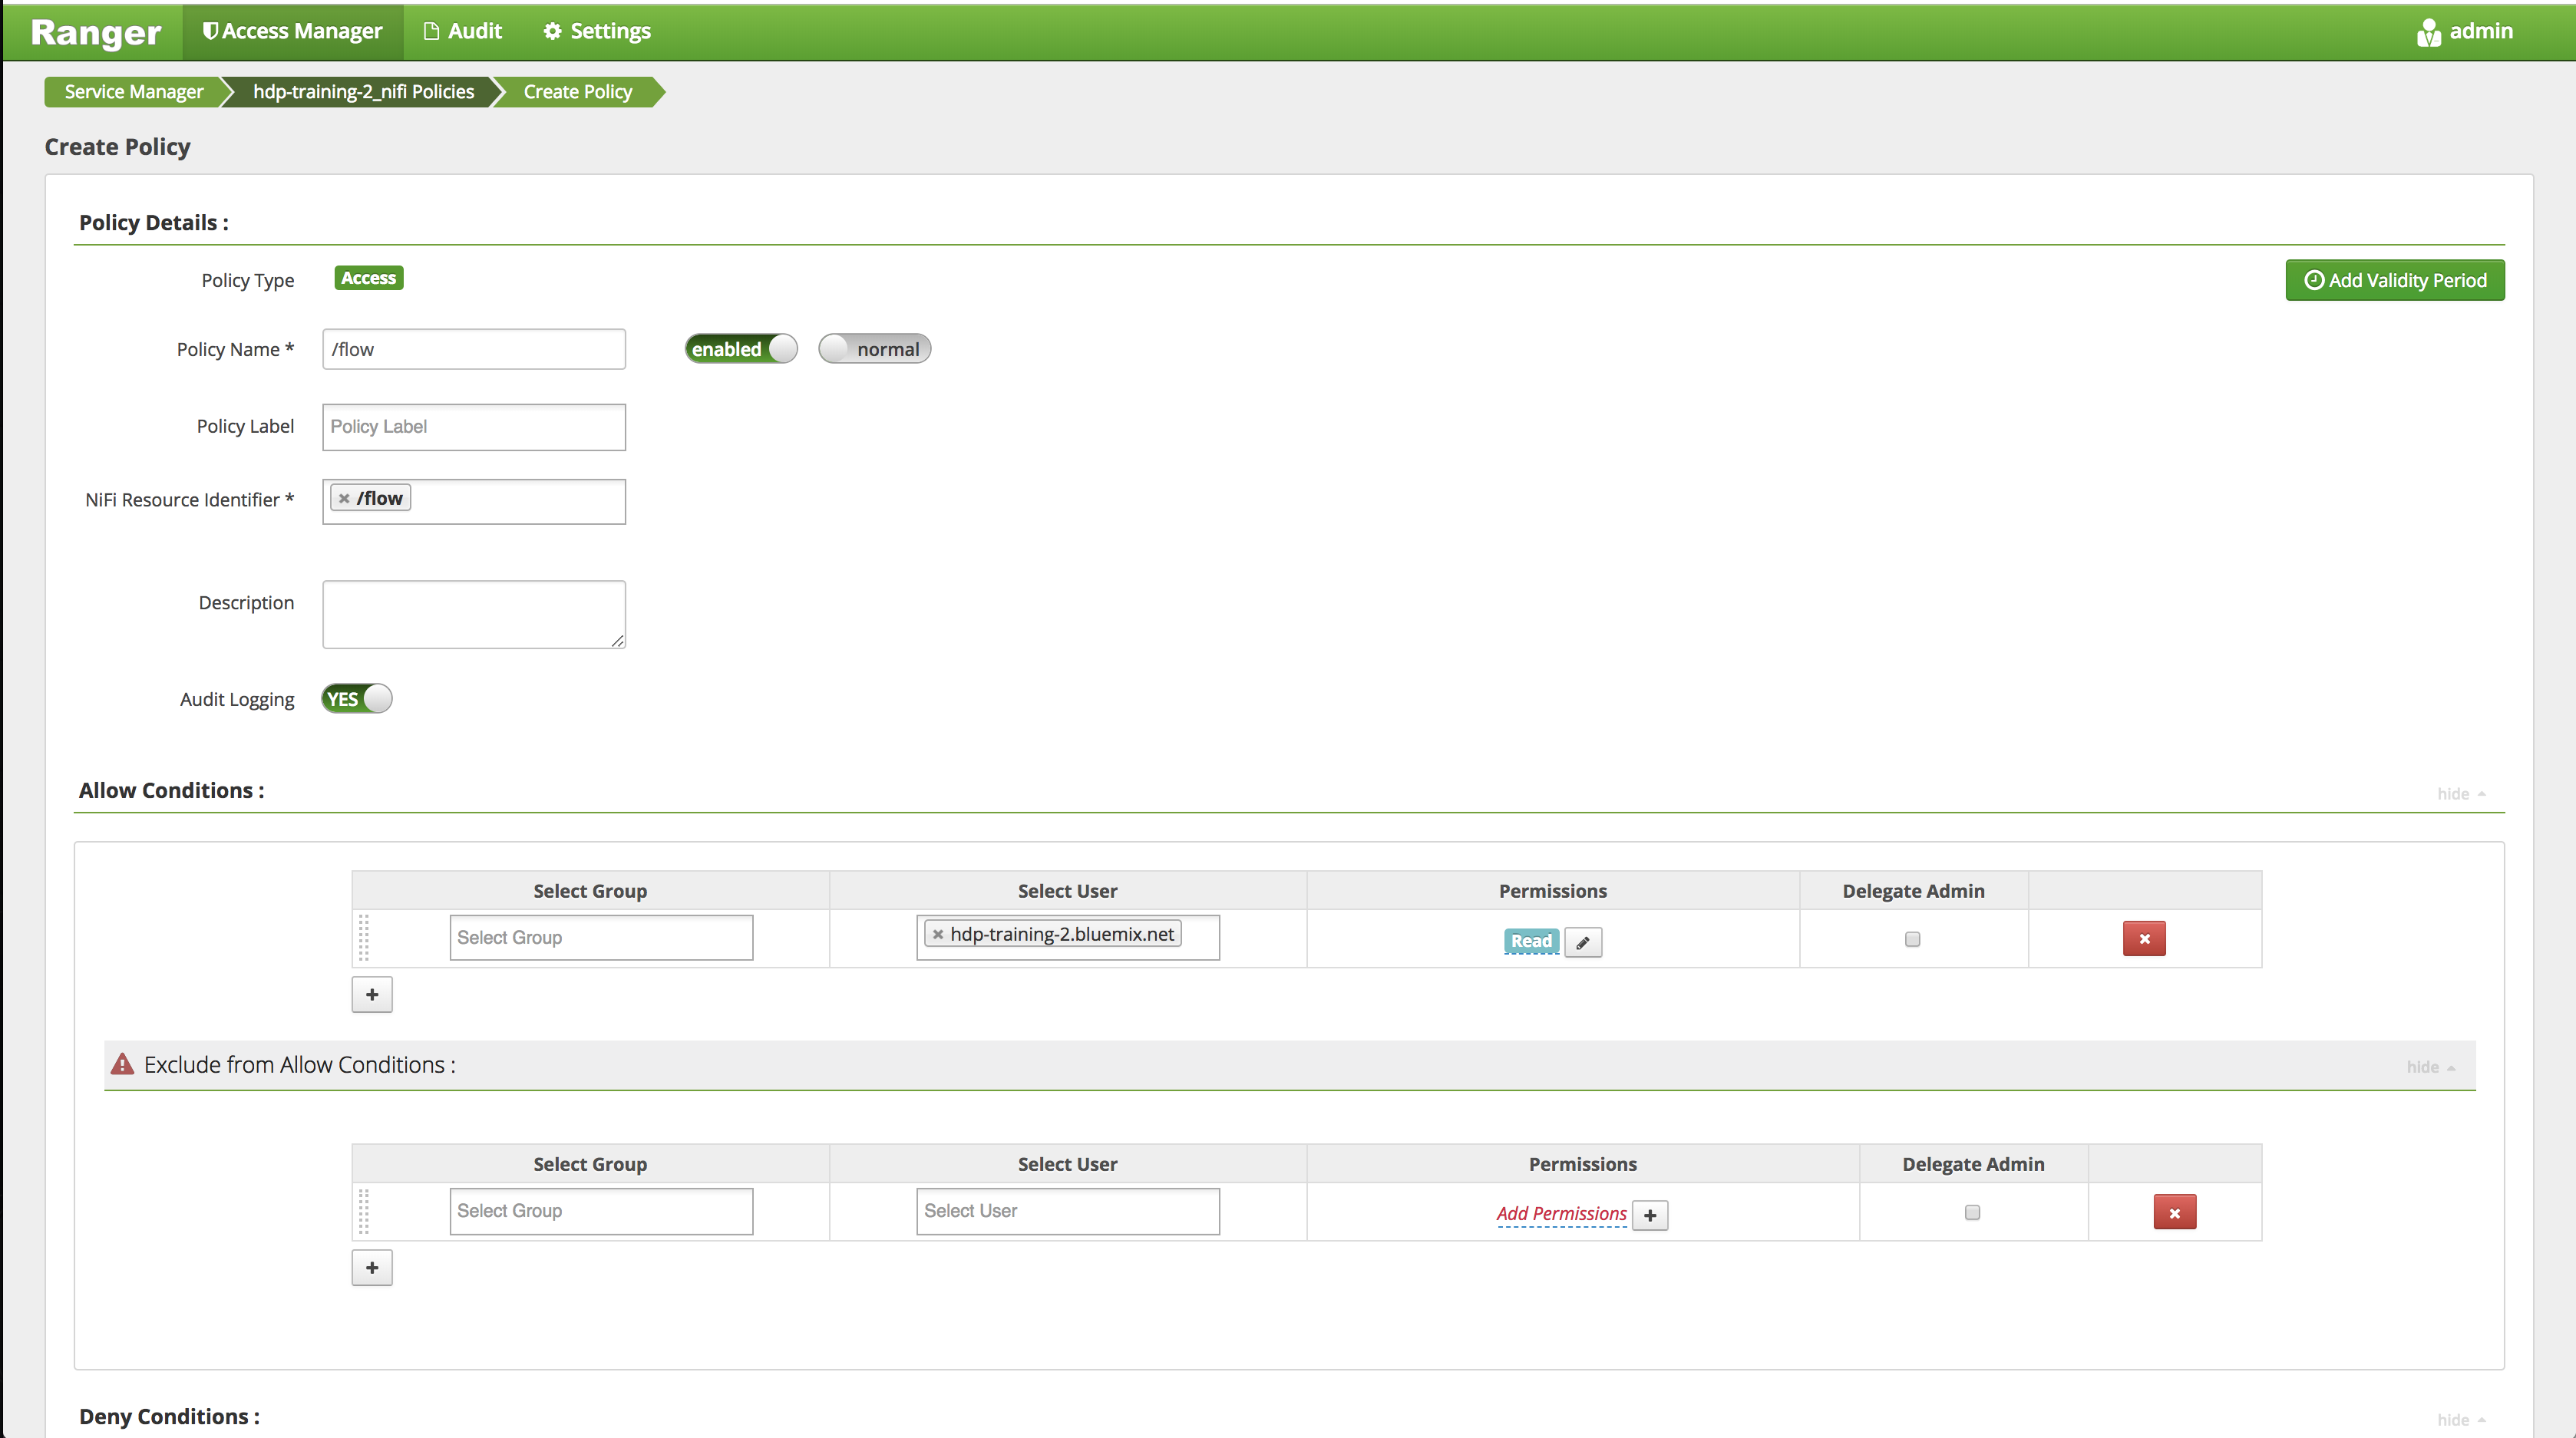 Ranger Access Manager Audit Settings admin
Service Manager hdp-training-2_nifi Policies Create Policy
Create Policy
Policy Details :
Policy Type Access Add Validity Period
Policy Name * /flow enabled normal
Policy Label Policy Label
NiFi Resource Identifier * × /flow
Description
Audit Logging YES
Allow Conditions : hide
Select Group Select User Permissions Delegate Admin
Select Group × hdp-training-2.bluemix.net Read ×
+
Exclude from Allow Conditions : hide
Select Group Select User Permissions Delegate Admin
Select Group Select User Add Permissions + ×
+
Deny Conditions : hide